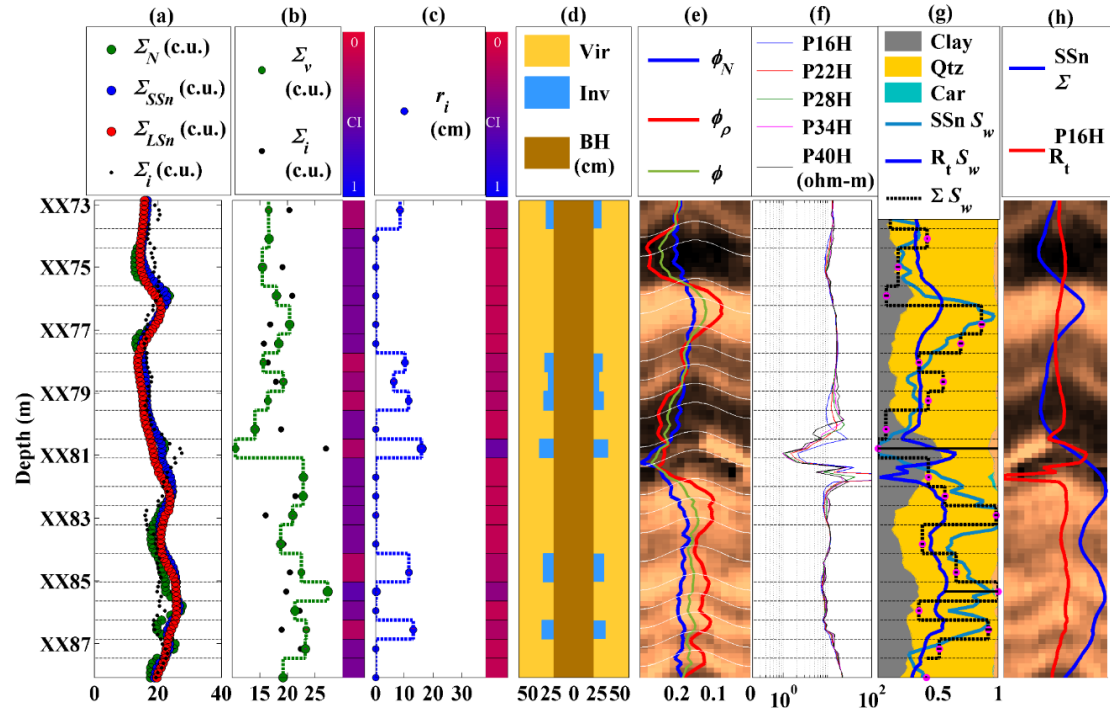 (a) (b) (c) (d) (e) (f) (g) (h)
Σ_N (c.u.)
Σ_SSn (c.u.)
Σ_LSn (c.u.)
Σ_i (c.u.)
Σ_v
(c.u.)
Σ_i
(c.u.)
0
CI
1
r_i
(cm)
0
CI
1
Vir
Inv
BH
(cm)
ϕ_N
ϕ_ρ
ϕ
P16H
P22H
P28H
P34H
P40H
(ohm-m)
Clay
Qtz
Car
SSn S_w
R_t S_w
Σ S_w
SSn
Σ
P16H
R_t
Depth (m)
XX73
XX75
XX77
XX79
XX81
XX83
XX85
XX87
0 10 20 30 40
15 20 25
0 10 20 30
50 25 0 25 50
0.2 0.1
10^0 10^2
0.5 1